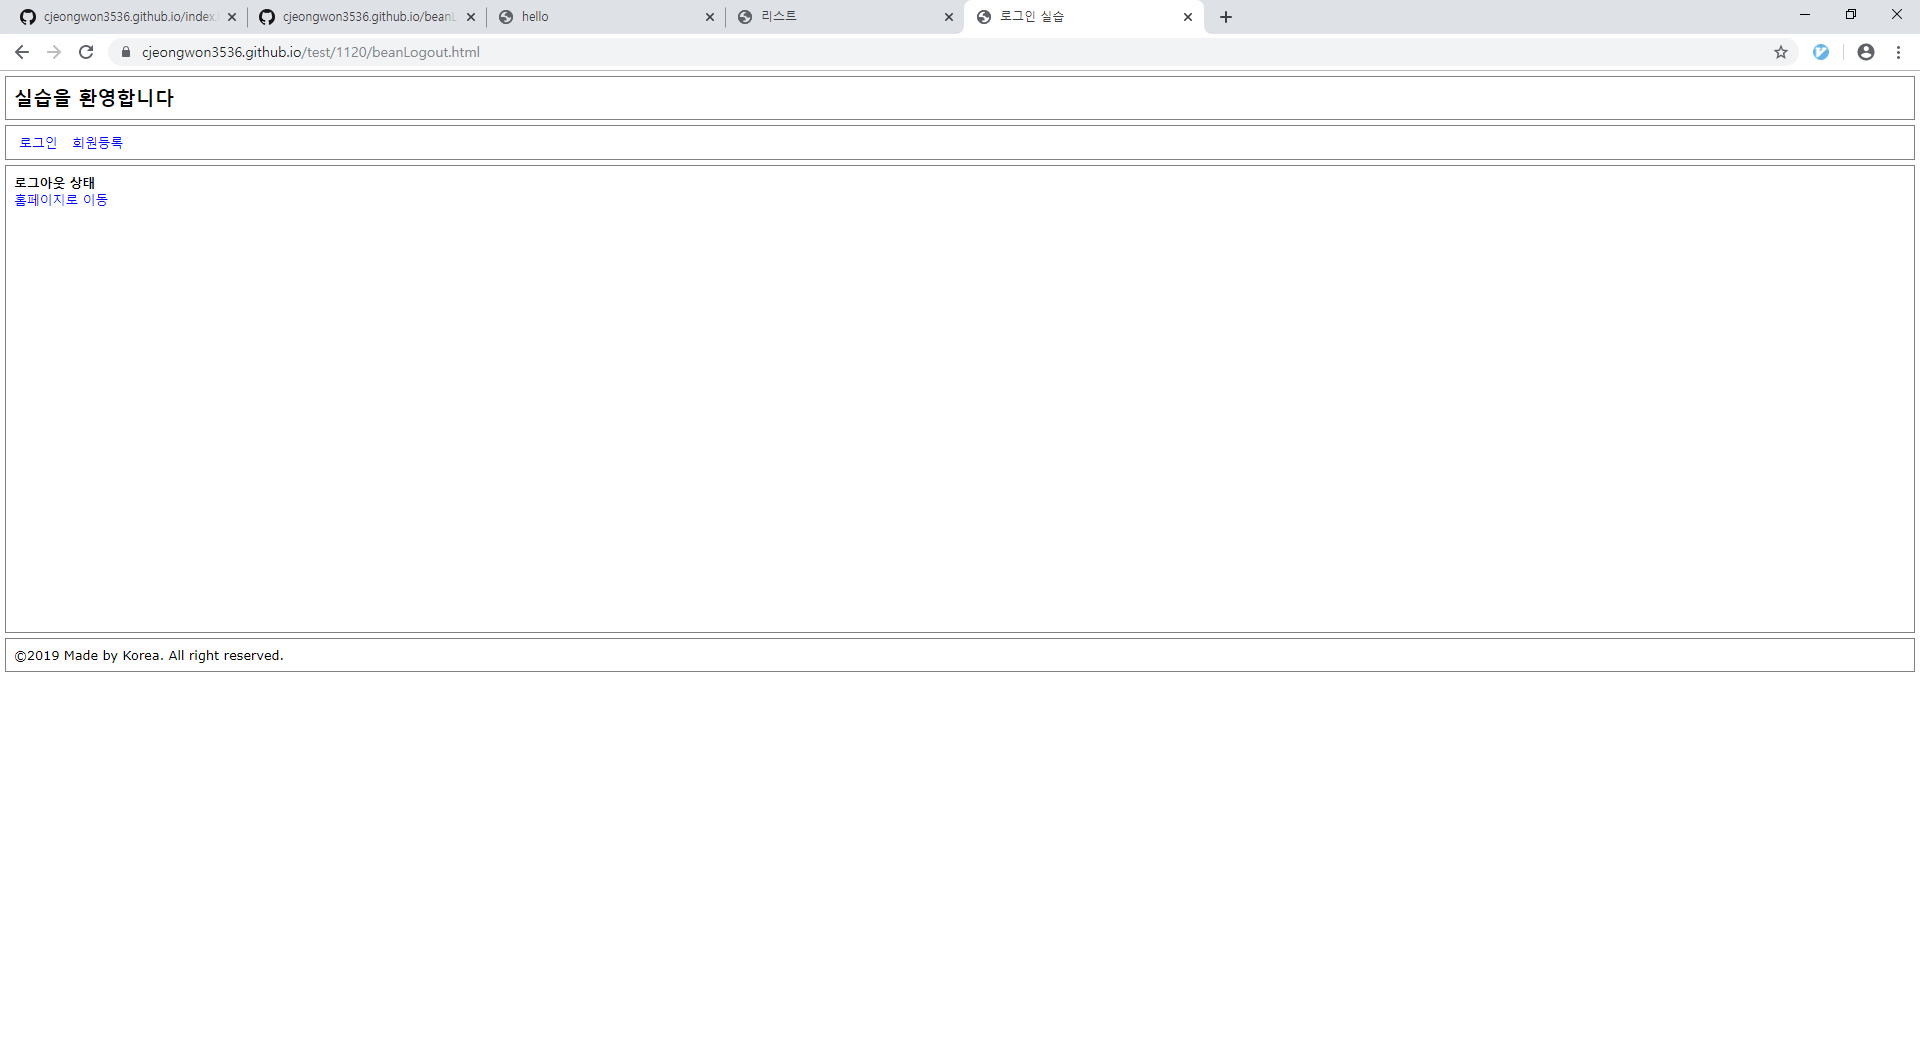 cjeongwon3536.github.io/index.
cjeongwon3536.github.io/beanL
hello
리스트
로그인 실습
cjeongwon3536.github.io/test/1120/beanLogout.html
실습을 환영합니다
로그인 회원등록
로그아웃 상태
홈페이지로 이동
©2019 Made by Korea. All right reserved.